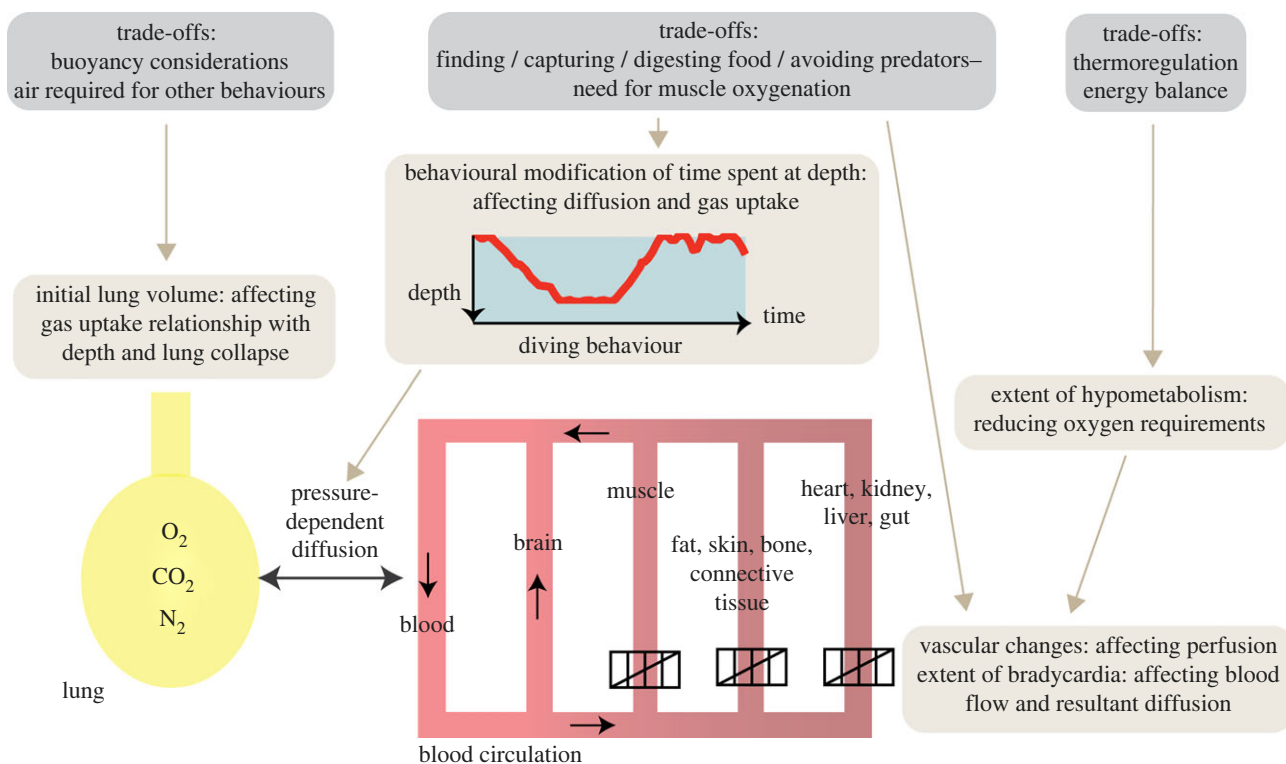 trade-offs:
buoyancy considerations
air required for other behaviours
trade-offs:
finding / capturing / digesting food / avoiding predators–
need for muscle oxygenation
trade-offs:
thermoregulation
energy balance
behavioural modification of time spent at depth:
affecting diffusion and gas uptake
depth
time
diving behaviour
initial lung volume: affecting
gas uptake relationship with
depth and lung collapse
extent of hypometabolism:
reducing oxygen requirements
pressure-
dependent
diffusion
O₂
CO₂
N₂
lung
blood
brain
muscle
fat, skin, bone,
connective
tissue
heart, kidney,
liver, gut
blood circulation
vascular changes: affecting perfusion
extent of bradycardia: affecting blood
flow and resultant diffusion